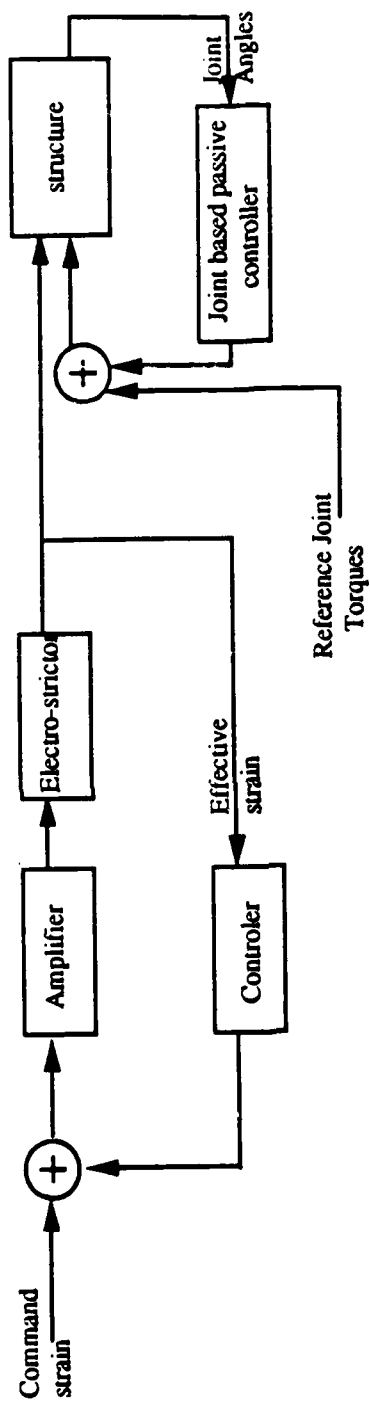 Command
strain
+
Amplifier
Electro-strictor
Effective
strain
Controler
+
structure
Joint
Angles
Joint based passive
controller
Reference Joint
Torques